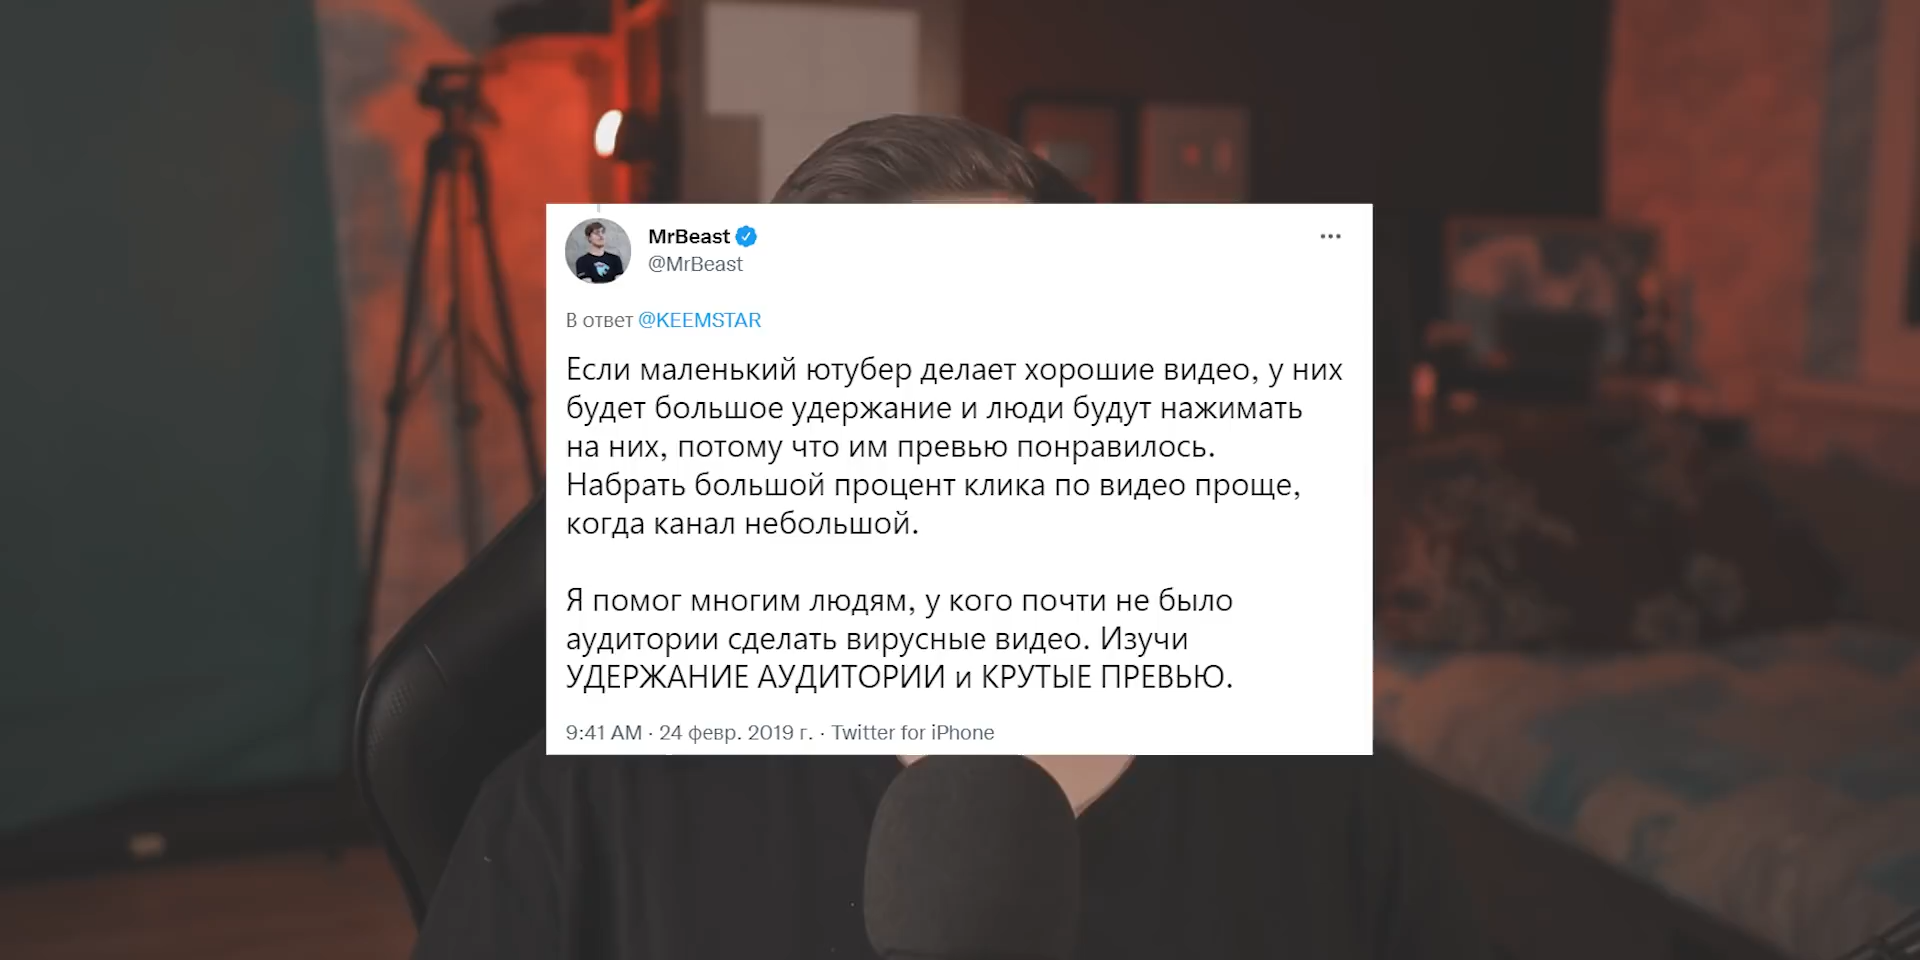 MrBeast
@MrBeast
В ответ @KEEMSTAR
Если маленький ютубер делает хорошие видео, у них
будет большое удержание и люди будут нажимать
на них, потому что им превью понравилось.
Набрать большой процент клика по видео проще,
когда канал небольшой.
Я помог многим людям, у кого почти не было
аудитории сделать вирусные видео. Изучи
УДЕРЖАНИЕ АУДИТОРИИ и КРУТЫЕ ПРЕВЬЮ.
9:41 AM · 24 февр. 2019 г. · Twitter for iPhone